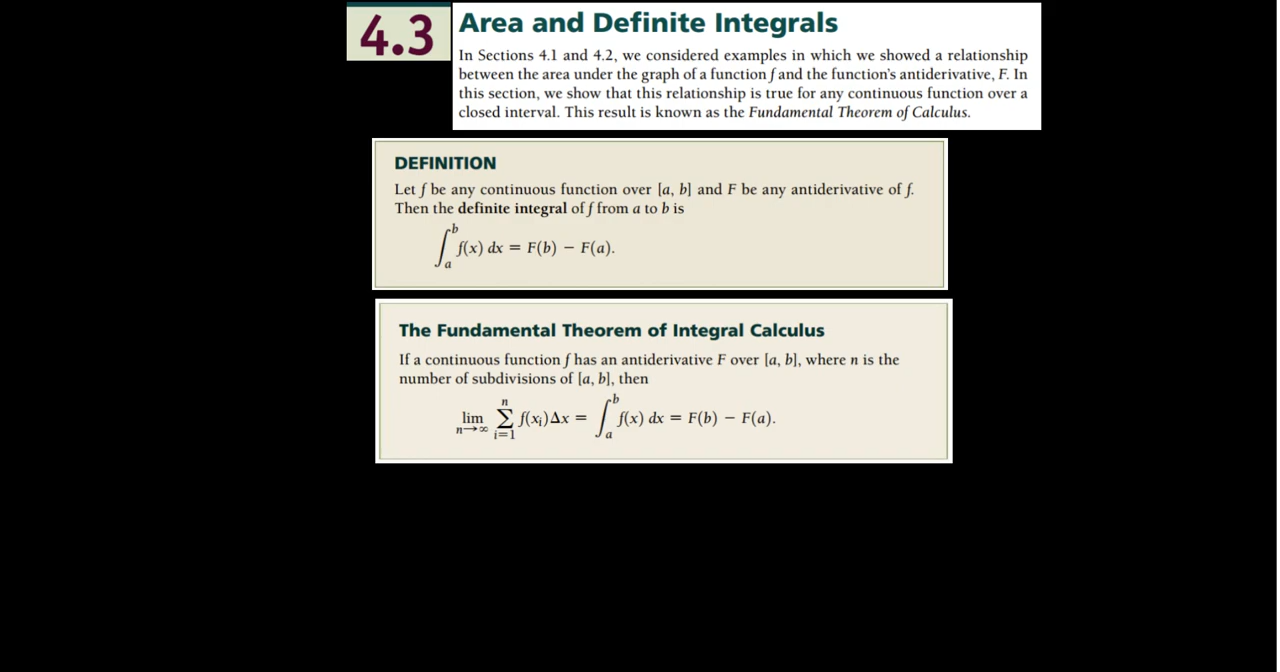 4.3
Area and Definite Integrals
In Sections 4.1 and 4.2, we considered examples in which we showed a relationship
between the area under the graph of a function f and the function's antiderivative, F. In
this section, we show that this relationship is true for any continuous function over a
closed interval. This result is known as the Fundamental Theorem of Calculus.
DEFINITION
Let f be any continuous function over [a, b] and F be any antiderivative of f.
Then the definite integral of f from a to b is
∫_a^b f(x) dx = F(b) − F(a).
The Fundamental Theorem of Integral Calculus
If a continuous function f has an antiderivative F over [a, b], where n is the
number of subdivisions of [a, b], then
lim_{n→∞} ∑_{i=1}^n f(x_i)Δx = ∫_a^b f(x) dx = F(b) − F(a).